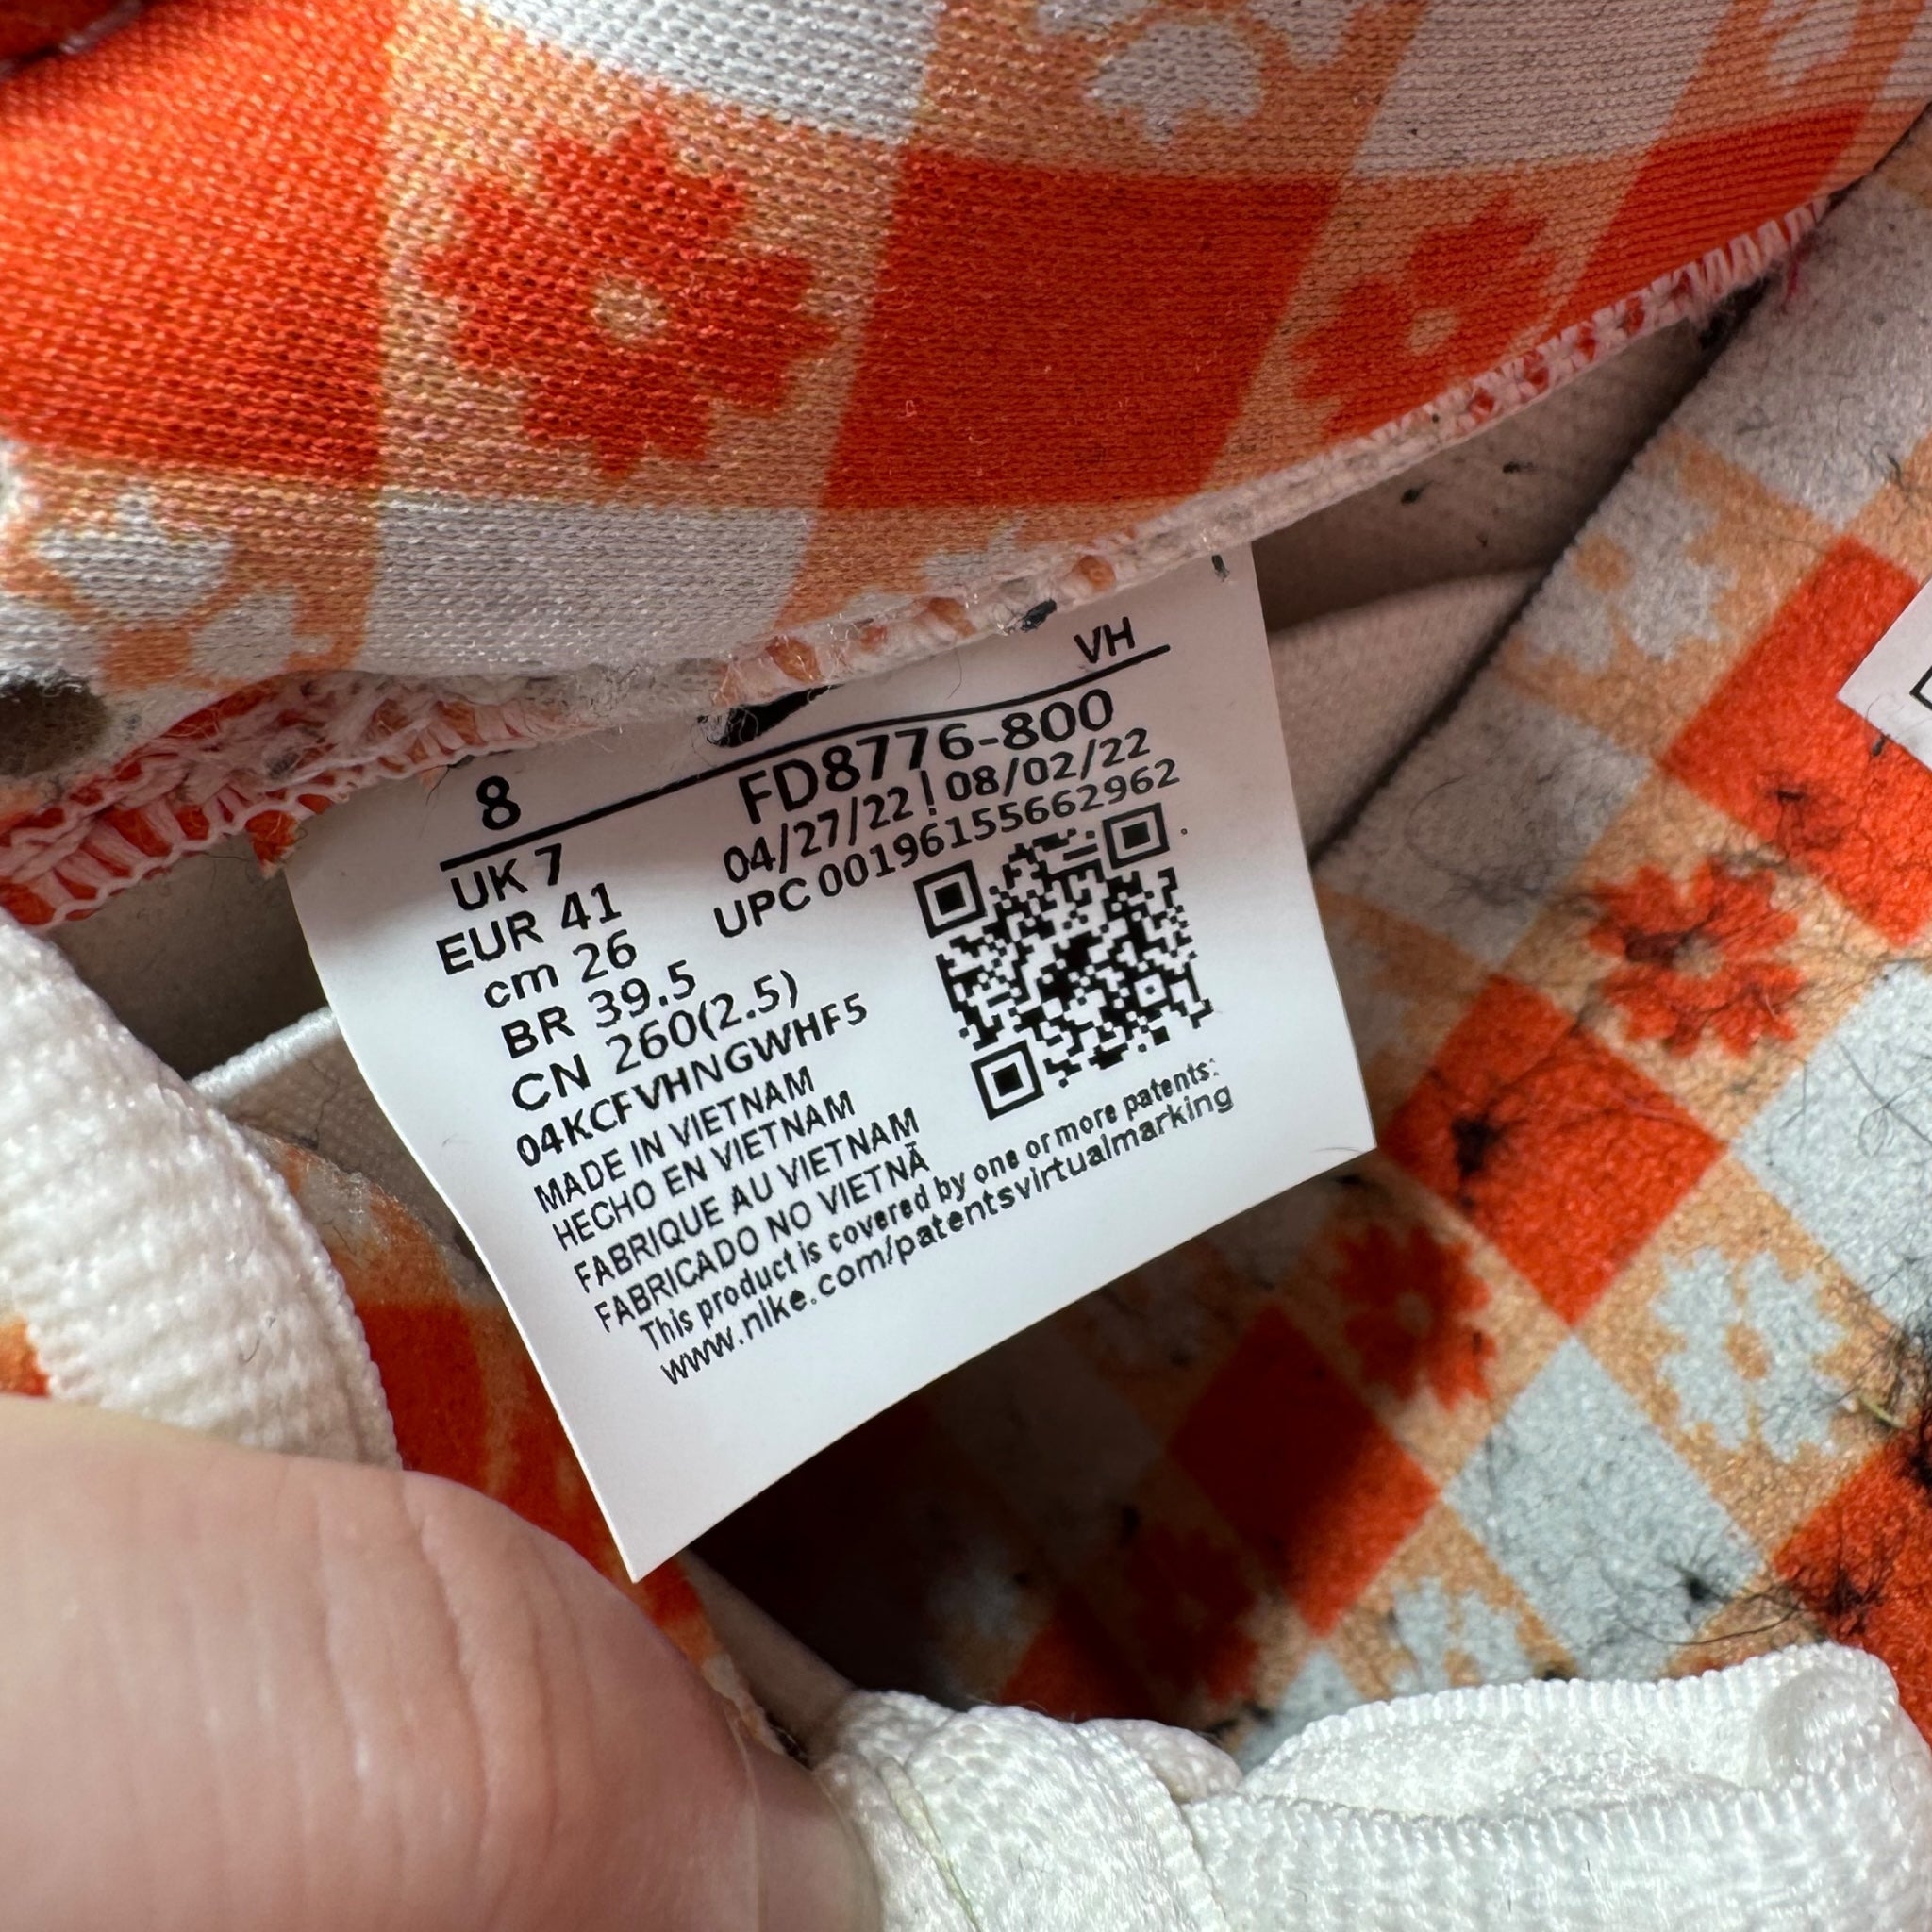 VH
8 FD8776-800
UK 7 04/27/22 | 08/02/22
EUR 41 UPC 00196155662962
cm 26
BR 39.5
CN 260(2.5)
04KCFVHNGWHF5
MADE IN VIETNAM
HECHO EN VIETNAM
FABRIQUE AU VIETNAM
FABRICADO NO VIETNÃ
This product is covered by one or more patents:
www.nike.com/patentsvirtualmarking